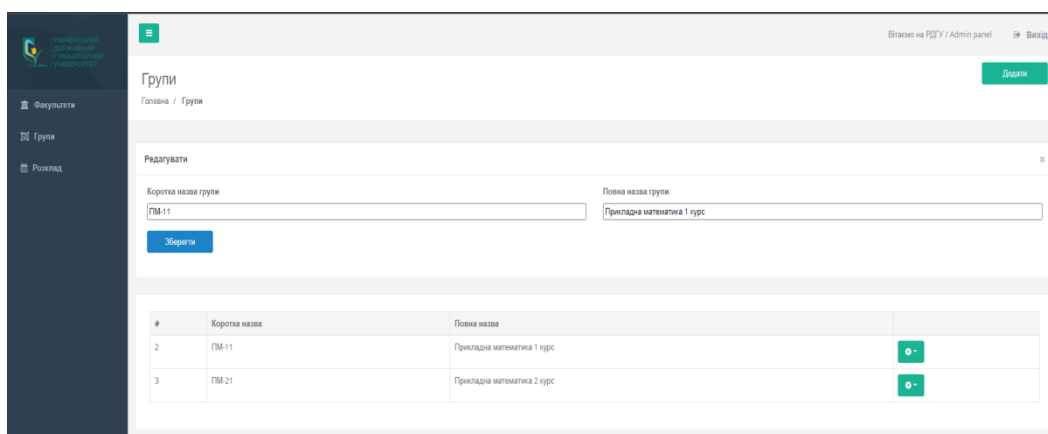 РІВНЕНСЬКИЙ
ДЕРЖАВНИЙ
ГУМАНІТАРНИЙ
УНІВЕРСИТЕТ
Вітаємо на РДГУ / Admin panel Вихід
Групи
Додати
Головна / Групи
Факультети
Групи
Розклад
Редагувати ×
Коротка назва групи Повна назва групи
ПМ-11 Прикладна математика 1 курс
Зберегти
# Коротка назва Повна назва
2 ПМ-11 Прикладна математика 1 курс
3 ПМ-21 Прикладна математика 2 курс